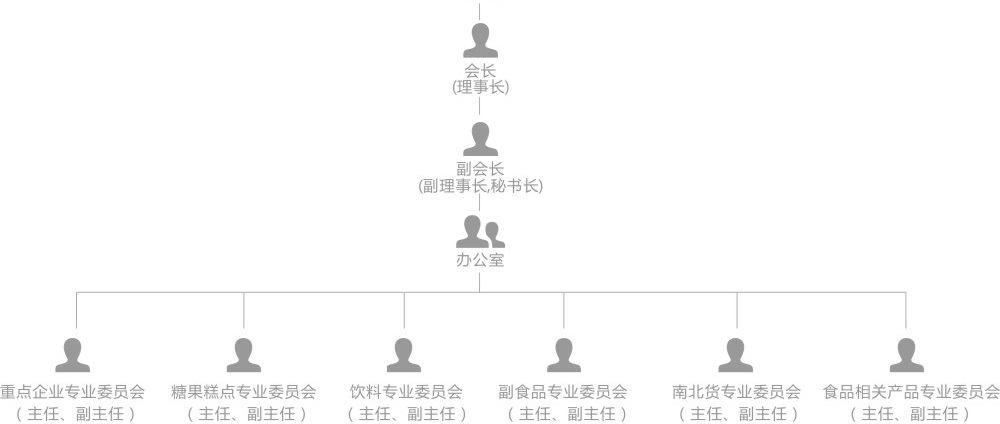 会长
(理事长)
副会长
(副理事长,秘书长)
办公室
重点企业专业委员会
（主任、副主任）
糖果糕点专业委员会
（主任、副主任）
饮料专业委员会
（主任、副主任）
副食品专业委员会
（主任、副主任）
南北货专业委员会
（主任、副主任）
食品相关产品专业委员会
（主任、副主任）